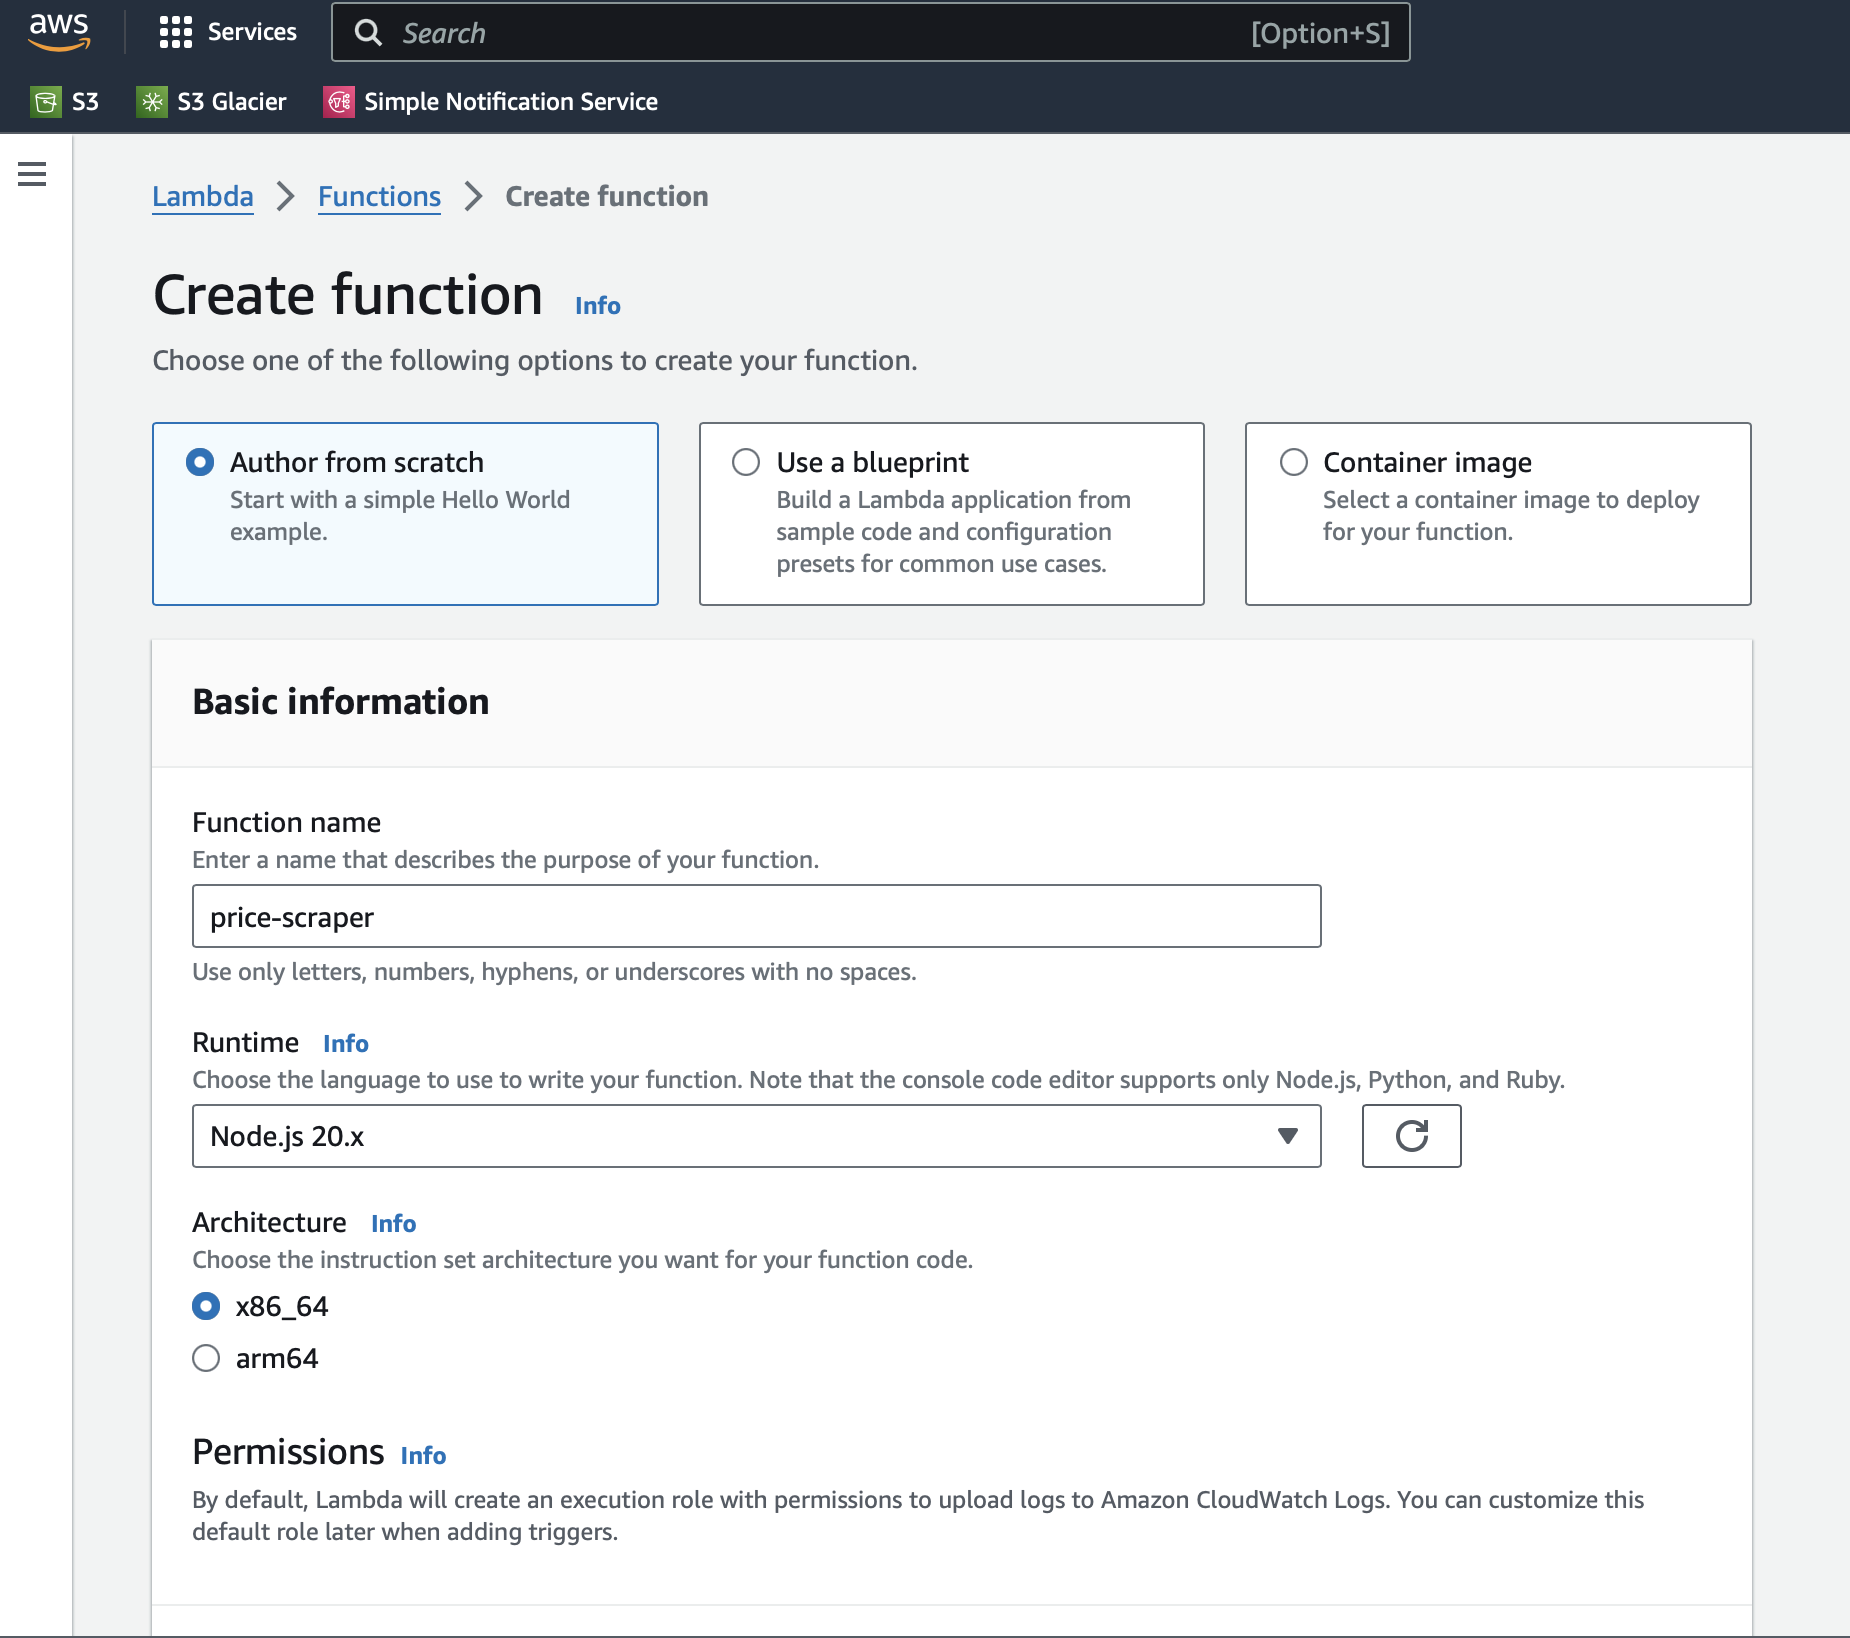 aws
Services
Search
[Option+S]
S3
S3 Glacier
Simple Notification Service
Lambda
Functions
Create function
Create function
Info
Choose one of the following options to create your function.
Author from scratch
Start with a simple Hello World
example.
Use a blueprint
Build a Lambda application from
sample code and configuration
presets for common use cases.
Container image
Select a container image to deploy
for your function.
Basic information
Function name
Enter a name that describes the purpose of your function.
price-scraper
Use only letters, numbers, hyphens, or underscores with no spaces.
Runtime
Info
Choose the language to use to write your function. Note that the console code editor supports only Node.js, Python, and Ruby.
Node.js 20.x
Architecture
Info
Choose the instruction set architecture you want for your function code.
x86_64
arm64
Permissions
Info
By default, Lambda will create an execution role with permissions to upload logs to Amazon CloudWatch Logs. You can customize this
default role later when adding triggers.